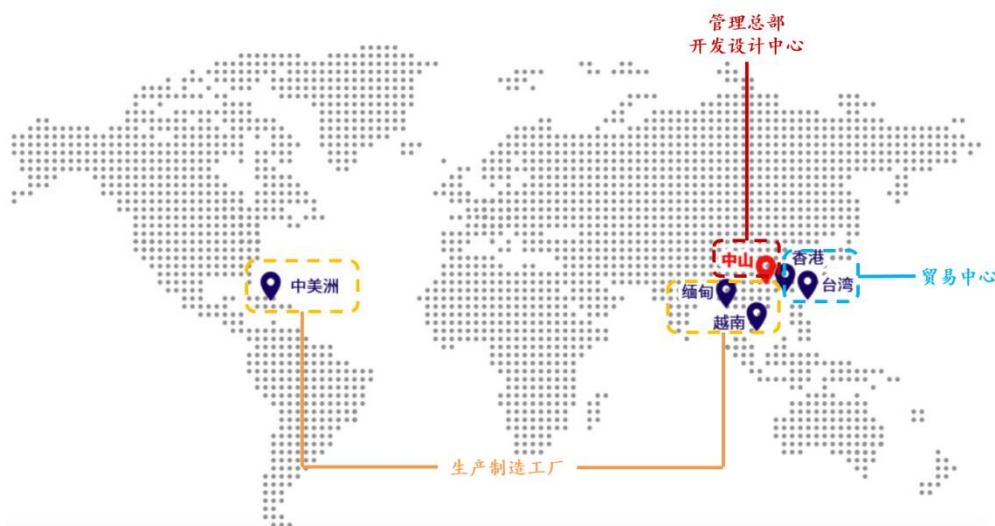 管理总部
开发设计中心
中山
香港
台湾
贸易中心
中美洲
缅甸
越南
生产制造工厂